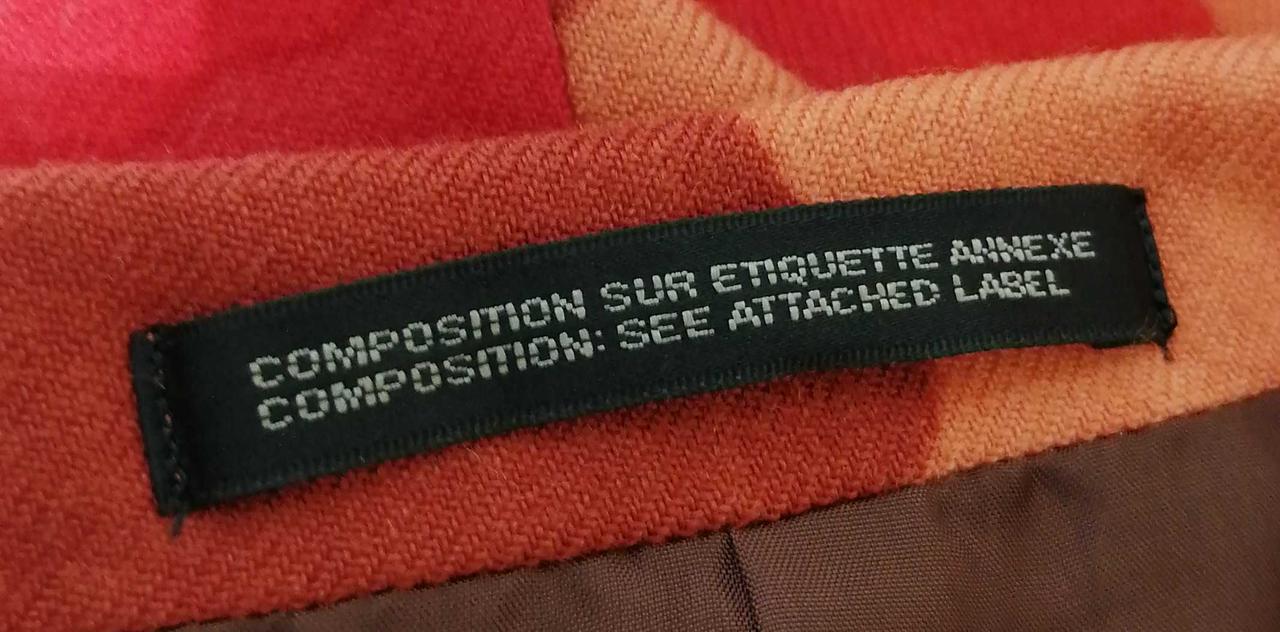 COMPOSITION SUR ETIQUETTE ANNEXE
COMPOSITION: SEE ATTACHED LABEL